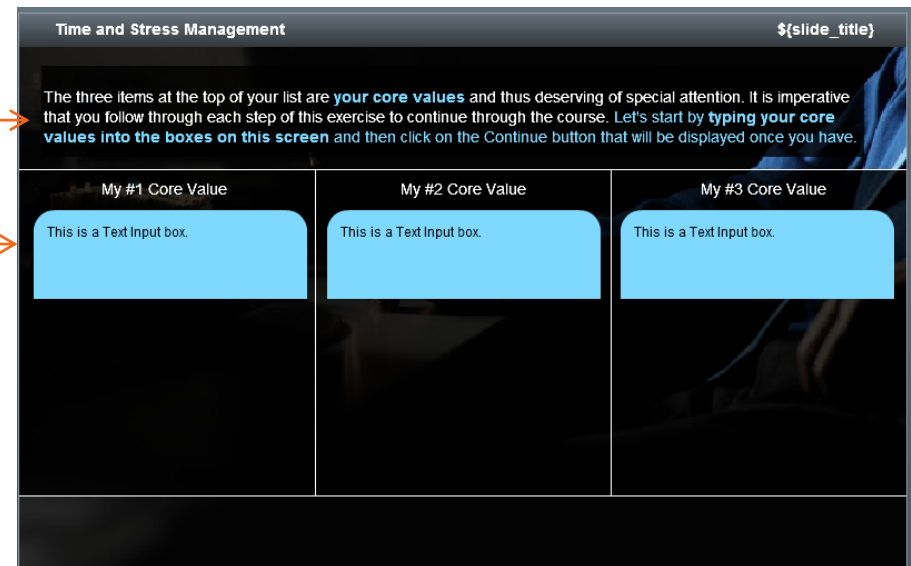 Time and Stress Management ${slide_title}
The three items at the top of your list are your core values and thus deserving of special attention. It is imperative
that you follow through each step of this exercise to continue through the course. Let's start by typing your core
values into the boxes on this screen and then click on the Continue button that will be displayed once you have.
My #1 Core Value
My #2 Core Value
My #3 Core Value
This is a Text Input box.
This is a Text Input box.
This is a Text Input box.